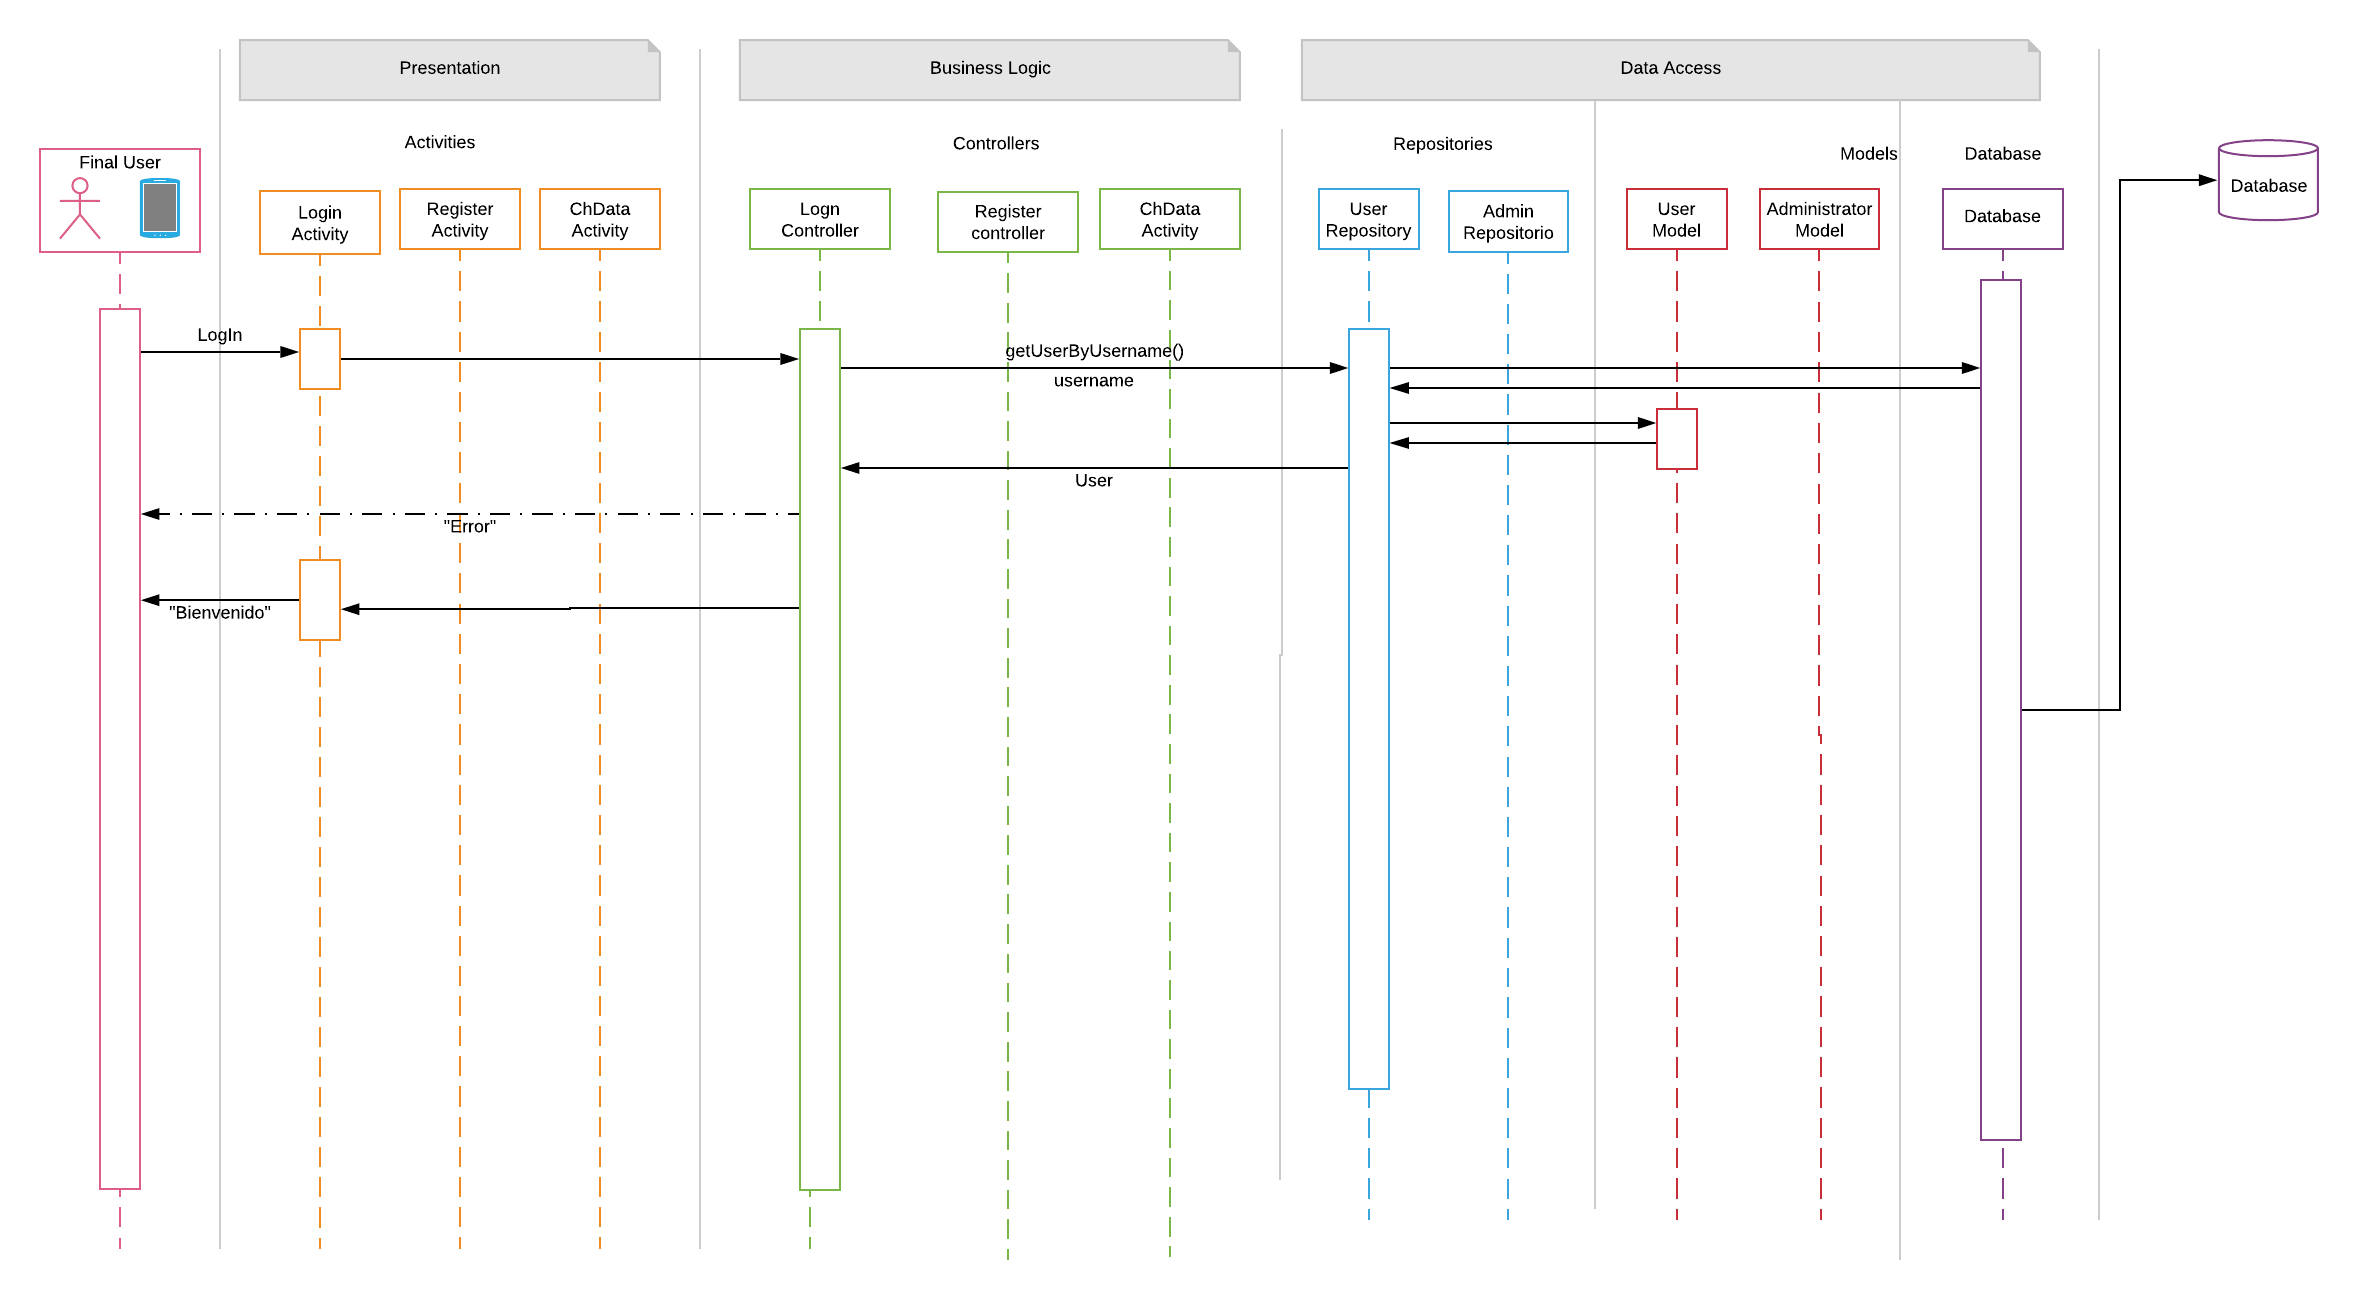 Presentation
Business Logic
Data Access
Activities
Controllers
Repositories
Models
Database
Final User
Login
Activity
Register
Activity
ChData
Activity
Logn
Controller
Register
controller
ChData
Activity
User
Repository
Admin
Repositorio
User
Model
Administrator
Model
Database
Database
LogIn
getUserByUsername()
username
User
"Error"
"Bienvenido"